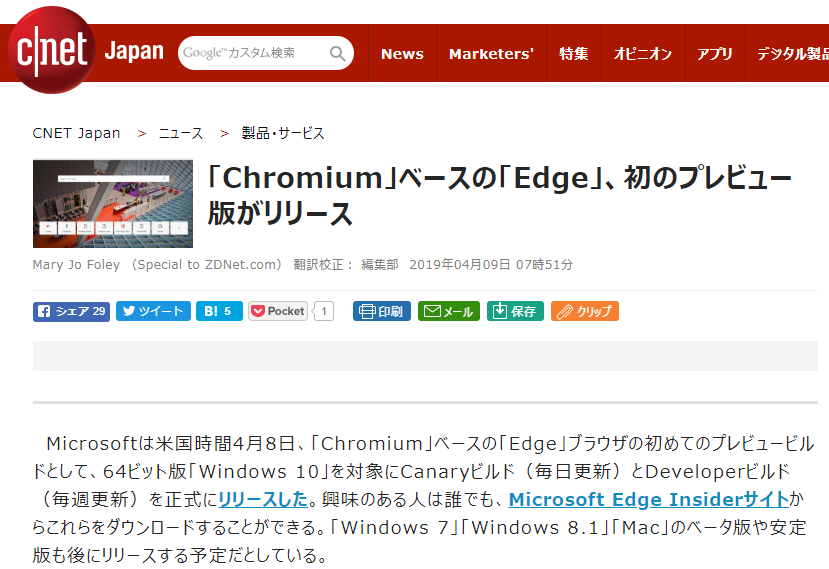 c|net Japan
Google™カスタム検索
News
Marketers'
特集
オピニオン
アプリ
デジタル製品
CNET Japan > ニュース > 製品・サービス
「Chromium」ベースの「Edge」、初のプレビュー
版がリリース
Mary Jo Foley （Special to ZDNet.com） 翻訳校正： 編集部 2019年04月09日 07時51分
シェア 29
ツイート
B! 5
Pocket 1
印刷
メール
保存
クリップ
Microsoftは米国時間4月8日、「Chromium」ベースの「Edge」ブラウザの初めてのプレビュービル
ドとして、64ビット版「Windows 10」を対象にCanaryビルド（毎日更新）とDeveloperビルド
（毎週更新）を正式にリリースした。興味のある人は誰でも、Microsoft Edge Insiderサイトか
らこれらをダウンロードすることができる。「Windows 7」「Windows 8.1」「Mac」のベータ版や安定
版も後にリリースする予定だとしている。